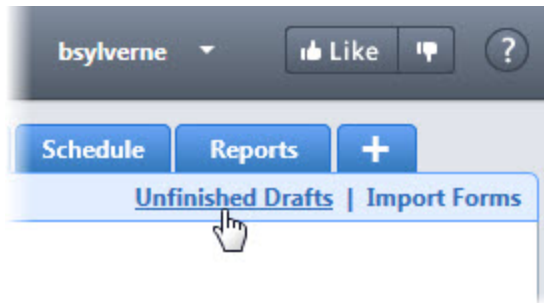 bsylverne Like ?
Schedule Reports +
Unfinished Drafts | Import Forms